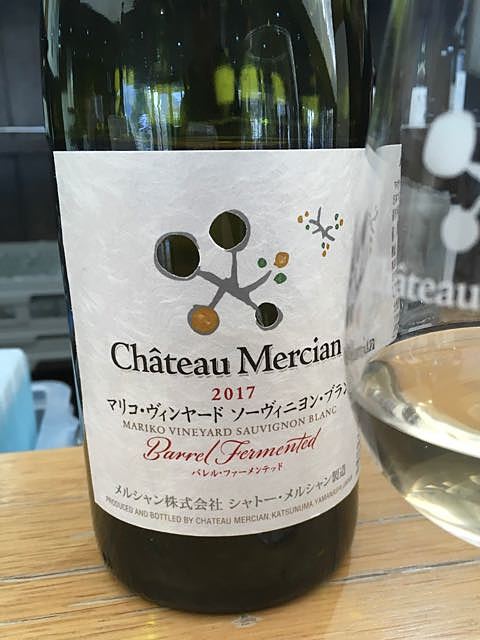 Château Mercian
2017
マリコ・ヴィンヤード ソーヴィニヨン・ブラン
MARIKO VINEYARD SAUVIGNON BLANC
Barrel Fermented
バレル・ファーメンテッド
メルシャン株式会社 シャトー・メルシャン製造
PRODUCED AND BOTTLED BY CHATEAU MERCIAN, KATSUNUMA YAMANASHI JAPAN
âteau